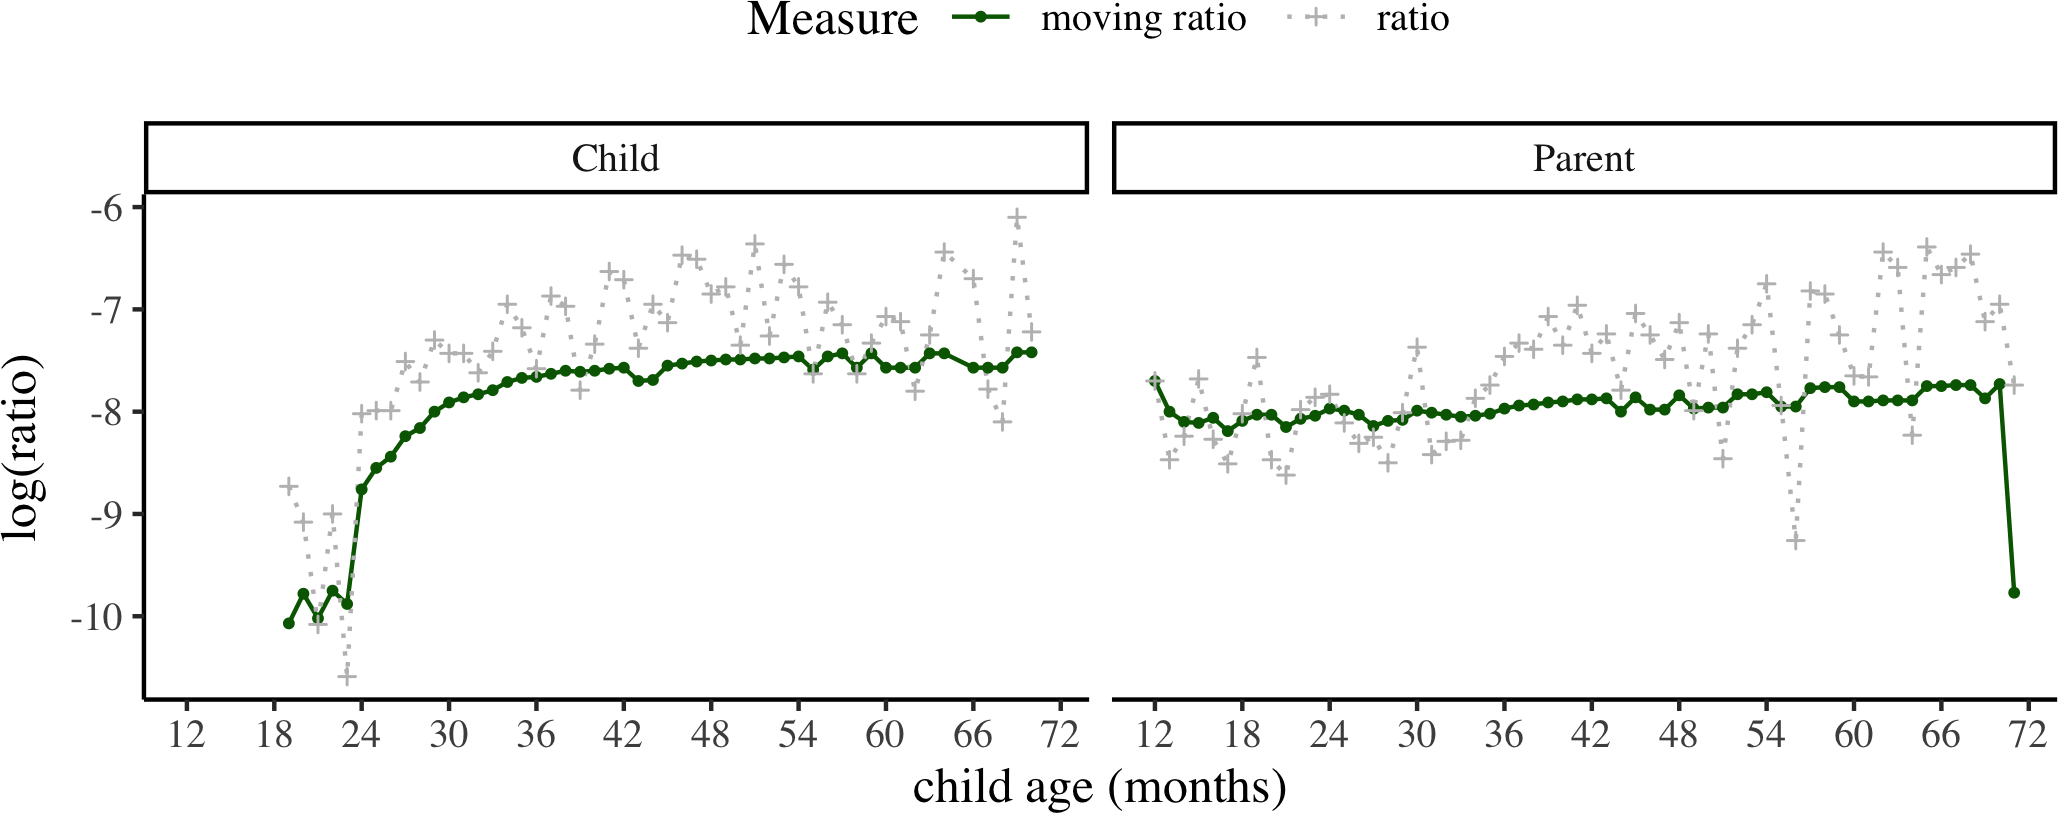 Measure moving ratio ratio
Child Parent
-6
-7
-8
-9
-10
log(ratio)
12 18 24 30 36 42 48 54 60 66 72 12 18 24 30 36 42 48 54 60 66 72
child age (months)